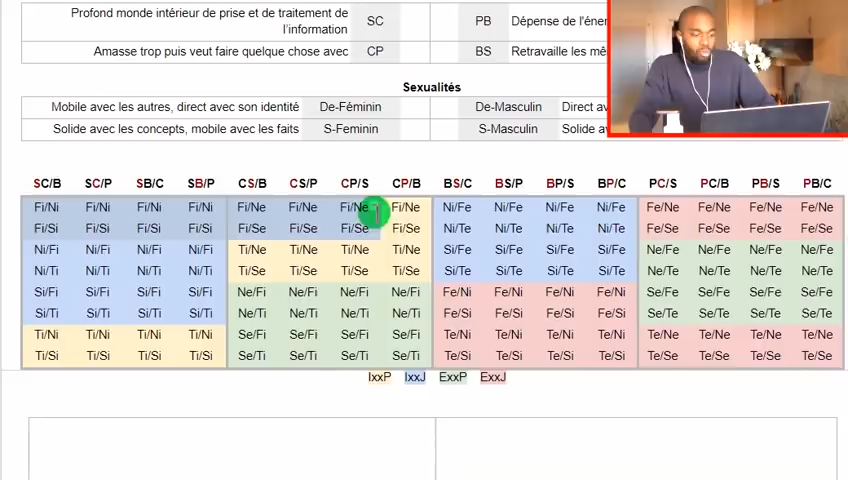 Profond monde intérieur de prise et de traitement de
l'information SC PB Dépense de l'éner
Amasse trop puis veut faire quelque chose avec CP BS Retravaille les mê
Sexualités
Mobile avec les autres, direct avec son identité De-Féminin De-Masculin Direct av
Solide avec les concepts, mobile avec les faits S-Feminin S-Masculin Solide a
SC/B SC/P SB/C SB/P CS/B CS/P CP/S CP/B BS/C BS/P BP/S BP/C PC/S PC/B PB/S PB/C
Fi/Ni Fi/Ni Fi/Ni Fi/Ni Fi/Ne Fi/Ne Fi/Ne Fi/Ne Ni/Fe Ni/Fe Ni/Fe Ni/Fe Fe/Ne Fe/Ne Fe/Ne Fe/Ne
Fi/Si Fi/Si Fi/Si Fi/Si Fi/Se Fi/Se Fi/Se Fi/Se Ni/Te Ni/Te Ni/Te Ni/Te Fe/Se Fe/Se Fe/Se Fe/Se
Ni/Fi Ni/Fi Ni/Fi Ni/Fi Ti/Ne Ti/Ne Ti/Ne Ti/Ne Si/Fe Si/Fe Si/Fe Si/Fe Ne/Fe Ne/Fe Ne/Fe Ne/Fe
Ni/Ti Ni/Ti Ni/Ti Ni/Ti Ti/Se Ti/Se Ti/Se Ti/Se Si/Te Si/Te Si/Te Si/Te Ne/Te Ne/Te Ne/Te Ne/Te
Si/Fi Si/Fi Si/Fi Si/Fi Ne/Fi Ne/Fi Ne/Fi Ne/Fi Fe/Ni Fe/Ni Fe/Ni Fe/Ni Se/Fe Se/Fe Se/Fe Se/Fe
Si/Ti Si/Ti Si/Ti Si/Ti Ne/Ti Ne/Ti Ne/Ti Ne/Ti Fe/Si Fe/Si Fe/Si Fe/Si Se/Te Se/Te Se/Te Se/Te
Ti/Ni Ti/Ni Ti/Ni Ti/Ni Se/Fi Se/Fi Se/Fi Se/Fi Te/Ni Te/Ni Te/Ni Te/Ni Te/Ne Te/Ne Te/Ne Te/Ne
Ti/Si Ti/Si Ti/Si Ti/Si Se/Ti Se/Ti Se/Ti Se/Ti Te/Si Te/Si Te/Si Te/Si Te/Se Te/Se Te/Se Te/Se
IxxP IxxJ ExxP ExxJ